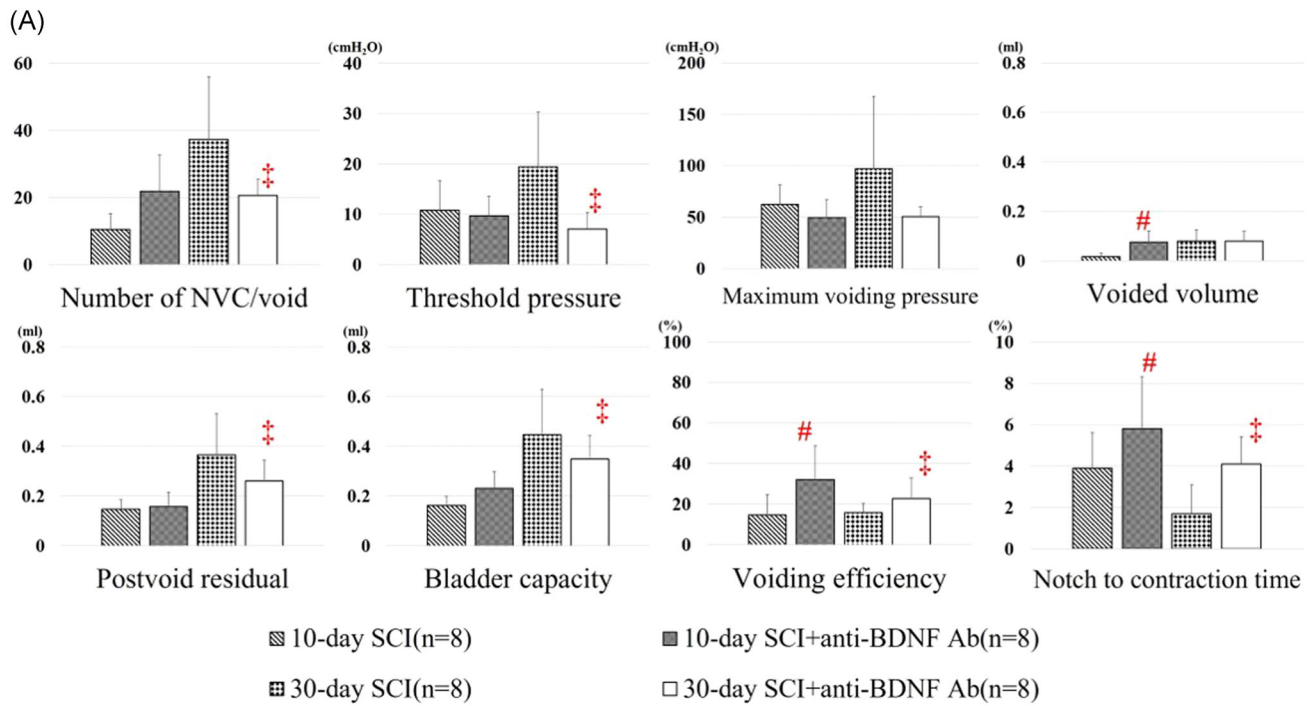 (A)
60
40
20
0
‡
Number of NVC/void
(cmH₂O)
40
30
20
10
0
‡
Threshold pressure
(cmH₂O)
200
150
100
50
0
Maximum voiding pressure
(ml)
0.8
0.6
0.4
0.2
0
#
Voided volume
(ml)
0.8
0.6
0.4
0.2
0
‡
Postvoid residual
(ml)
0.8
0.6
0.4
0.2
0
‡
Bladder capacity
(%)
100
80
60
40
20
0
#
‡
Voiding efficiency
(%)
10
8
6
4
2
0
#
‡
Notch to contraction time
10-day SCI(n=8)
10-day SCI+anti-BDNF Ab(n=8)
30-day SCI(n=8)
30-day SCI+anti-BDNF Ab(n=8)